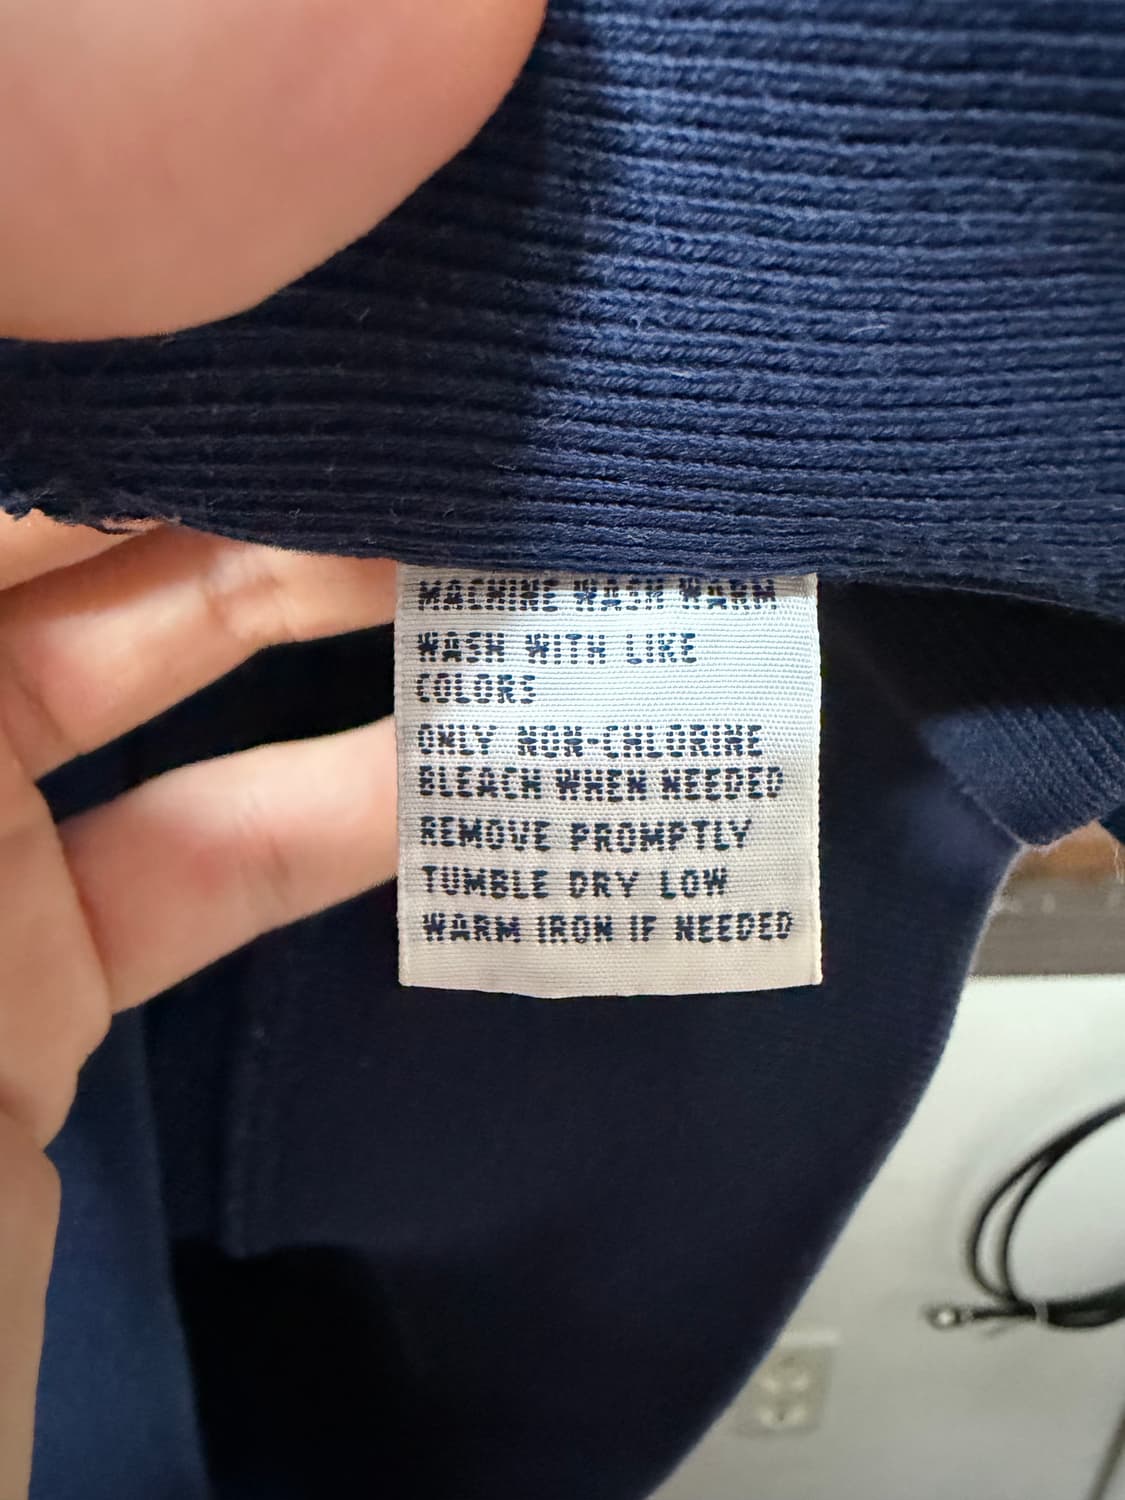 MACHINE WASH WARM
WASH WITH LIKE
COLORS
ONLY NON-CHLORINE
BLEACH WHEN NEEDED
REMOVE PROMPTLY
TUMBLE DRY LOW
WARM IRON IF NEEDED